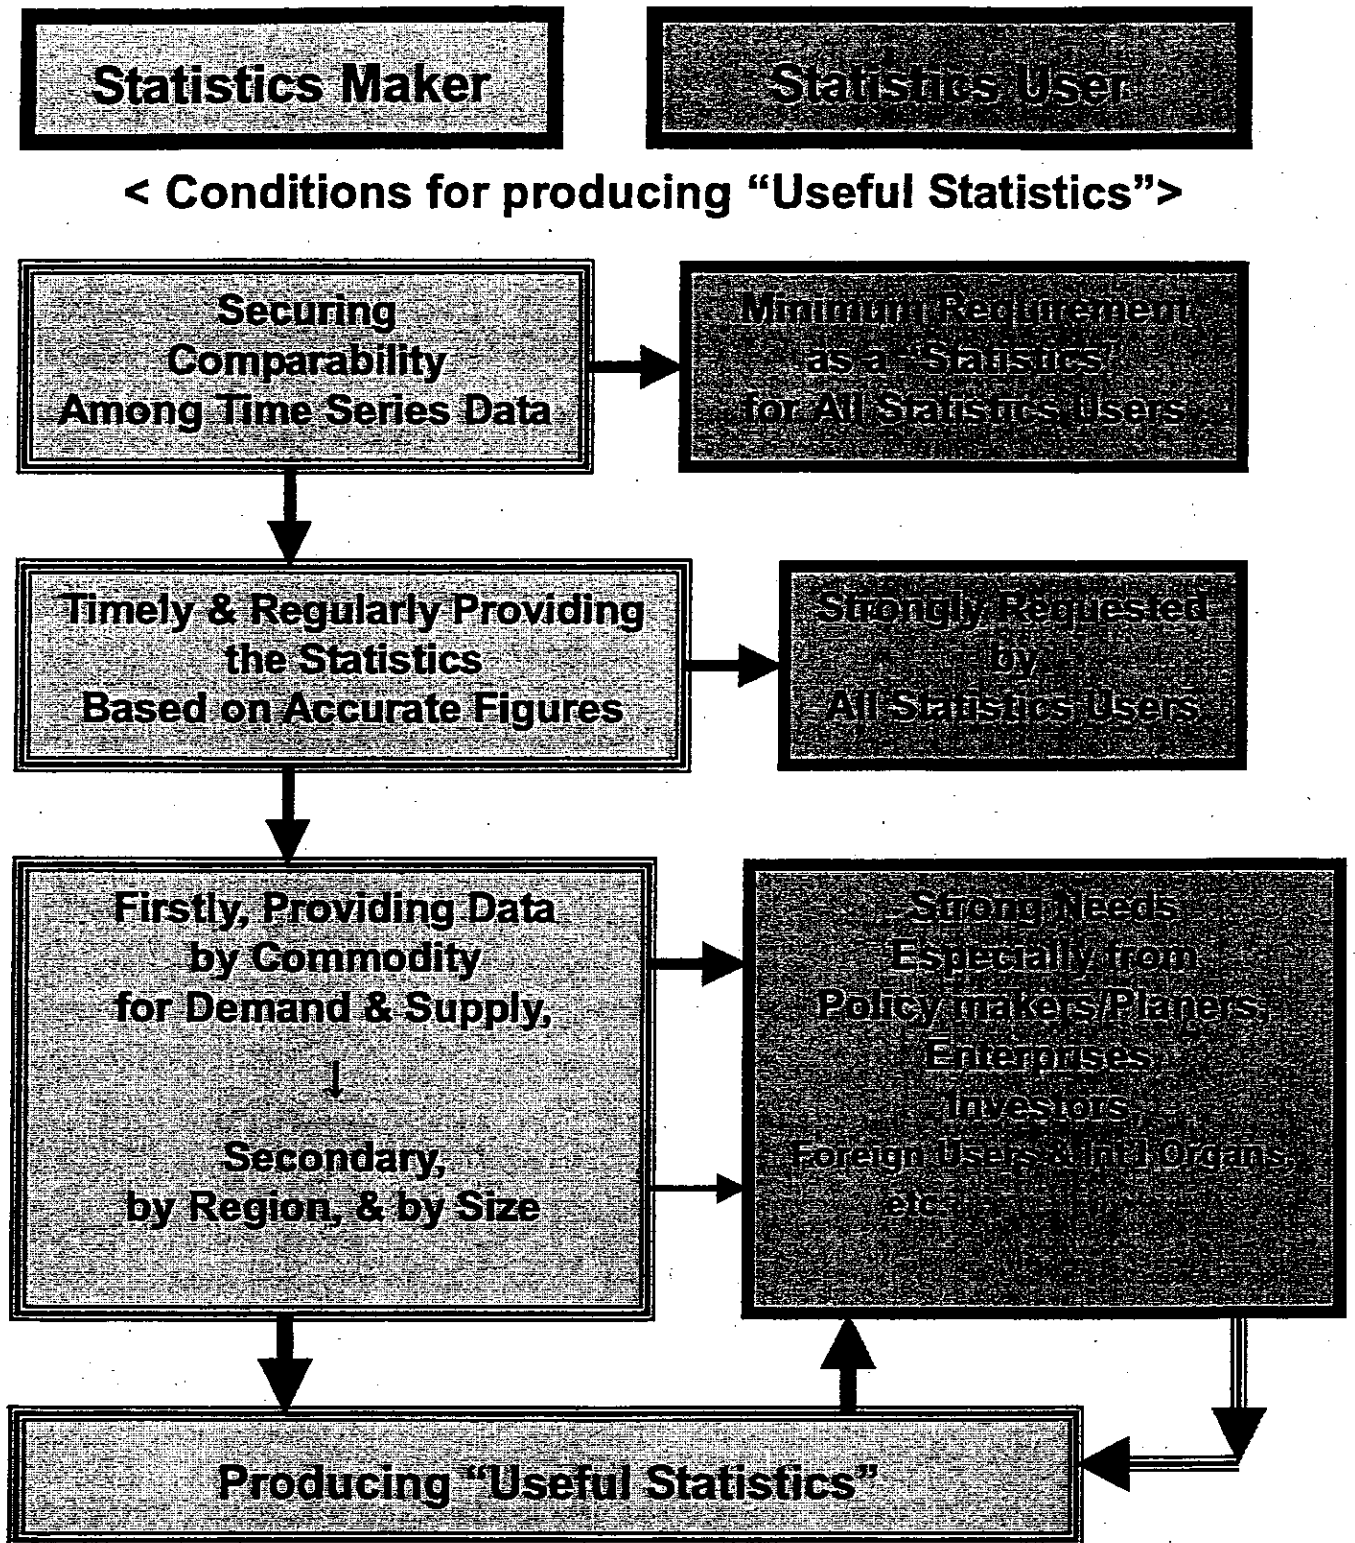 Statistics Maker
Statistics User
< Conditions for producing “Useful Statistics”>
Securing
Comparability
Among Time Series Data
Minimum Requirement
as a “Statistics”
for All Statistics Users
Timely & Regularly Providing
the Statistics
Based on Accurate Figures
Strongly Requested
by
All Statistics Users
Firstly, Providing Data
by Commodity
for Demand & Supply,
↓
Secondary,
by Region, & by Size
Strong Needs
Especially from
Policy makers/Planers,
Enterprises
Investors,
Foreign Users & Int'l Organs,
etc
Producing “Useful Statistics”